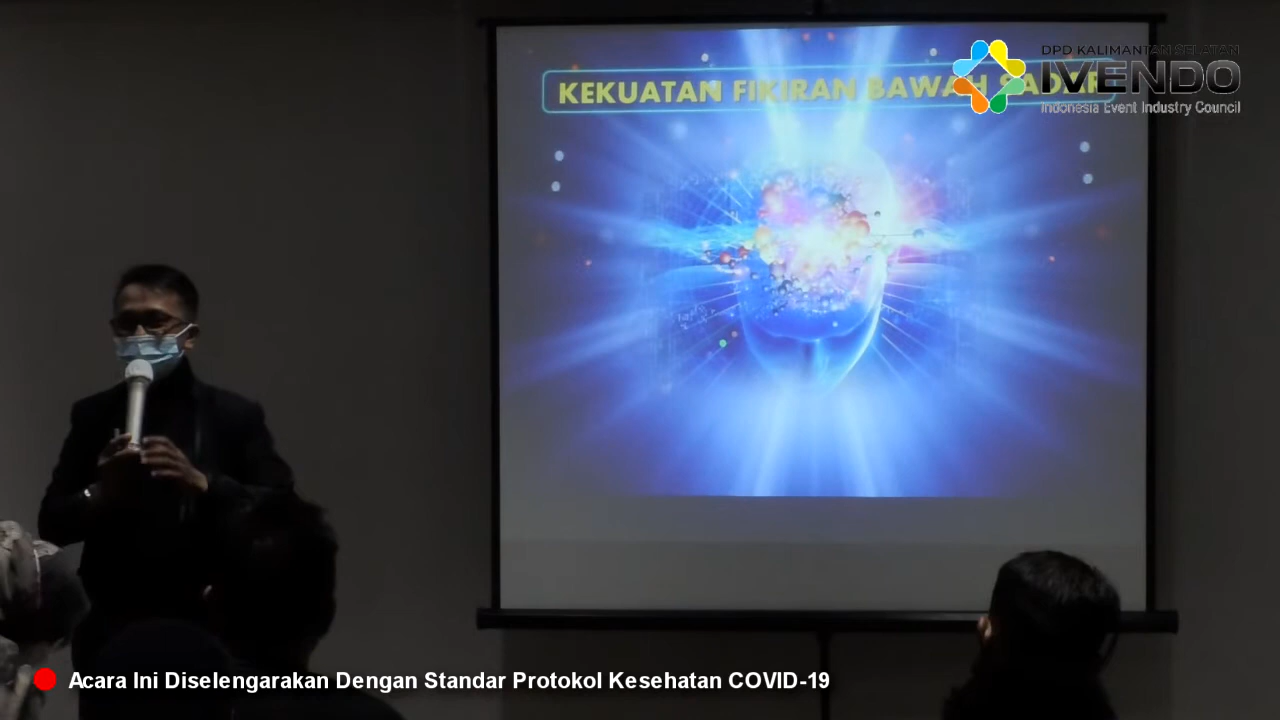 DPD KALIMANTAN SELATAN
IVENDO
Indonesia Event Industry Council
KEKUATAN FIKIRAN BAWAH SADAR
Acara Ini Diselengarakan Dengan Standar Protokol Kesehatan COVID-19